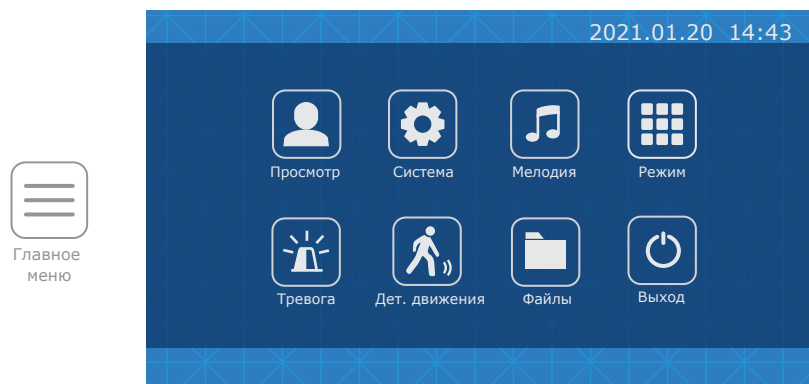 2021.01.20 14:43
Просмотр Система Мелодия Режим
Главное
меню
Тревога Дет. движения Файлы Выход